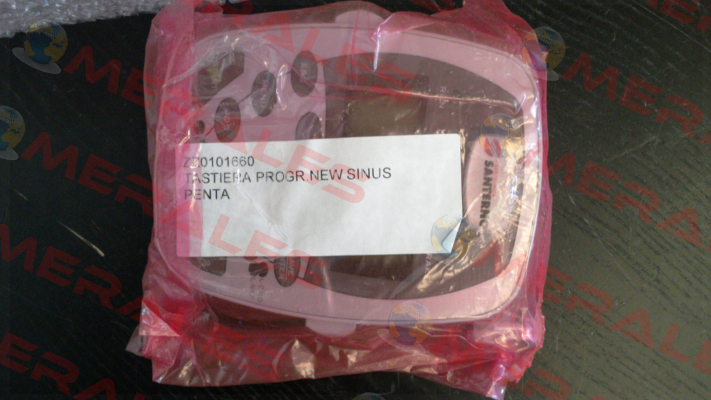 ZZ0101660
TASTIERA PROGR.NEW SINUS
PENTA
SANTERNO
MERALES